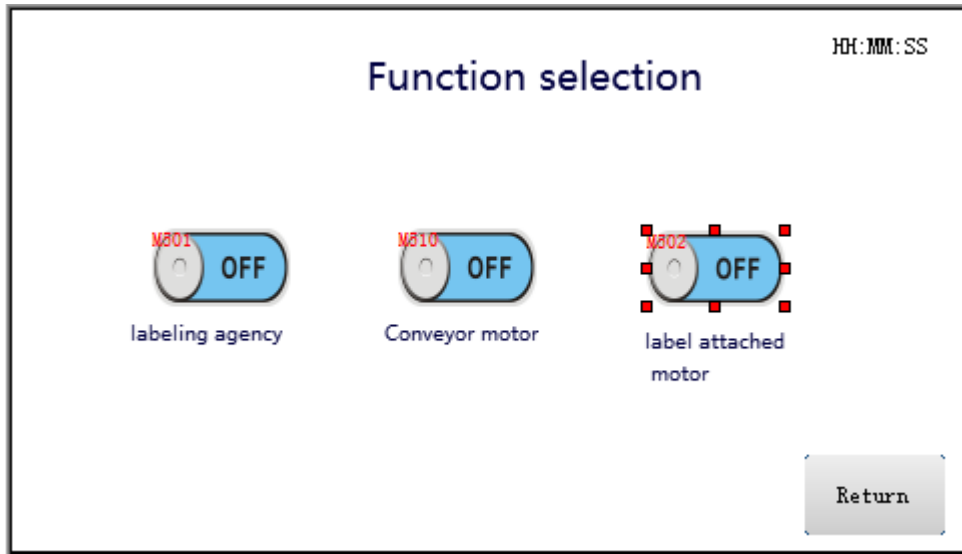 HH:MM:SS
Function selection
M301
OFF
M310
OFF
M302
OFF
labeling agency
Conveyor motor
label attached
motor
Return